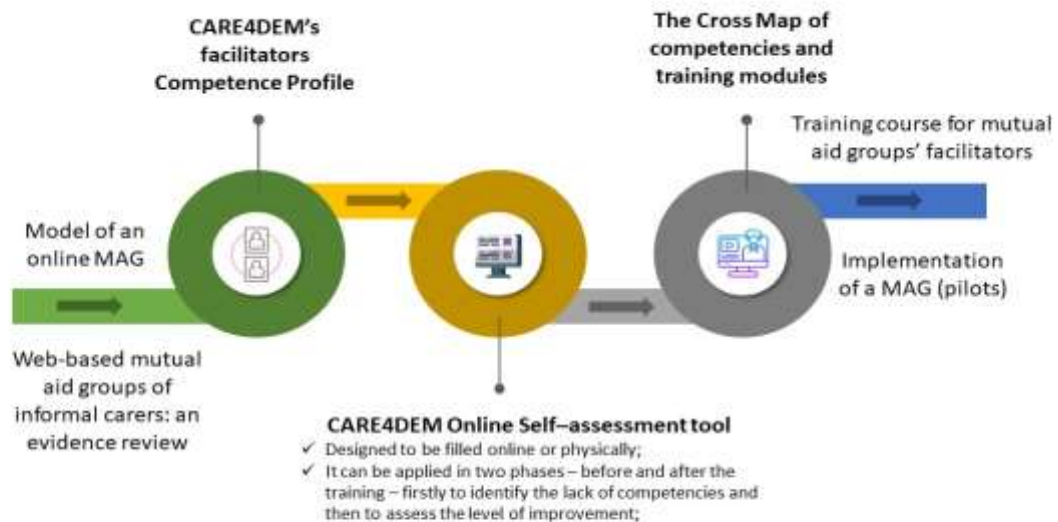 CARE4DEM's
facilitators
Competence Profile
The Cross Map of
competencies and
training modules
Training course for mutual
aid groups' facilitators
Model of an
online MAG
Implementation
of a MAG (pilots)
Web-based mutual
aid groups of
informal carers: an
evidence review
CARE4DEM Online Self–assessment tool
✓ Designed to be filled online or physically;
✓ It can be applied in two phases – before and after the
training – firstly to identify the lack of competencies and
then to assess the level of improvement;